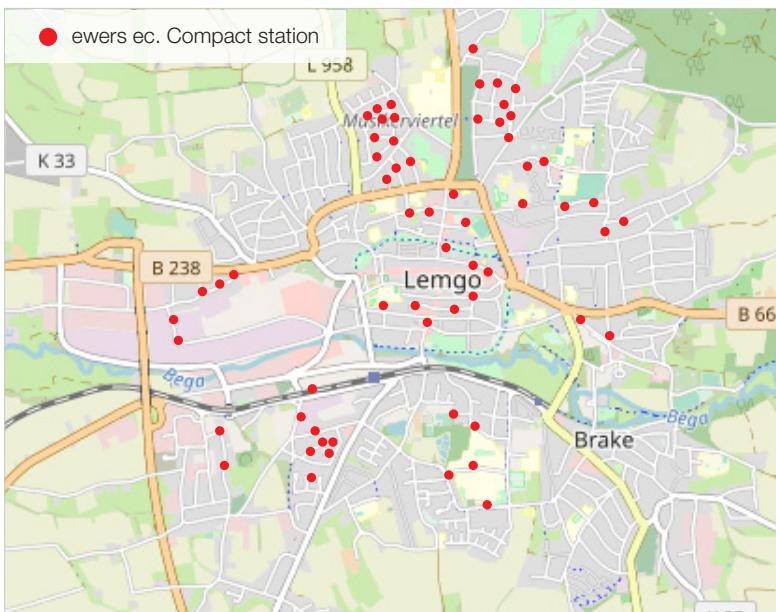 ewers ec. Compact station
L 958
Musikerviertel
K 33
B 238
Lemgo
B 66
Bega
Bega
Brake